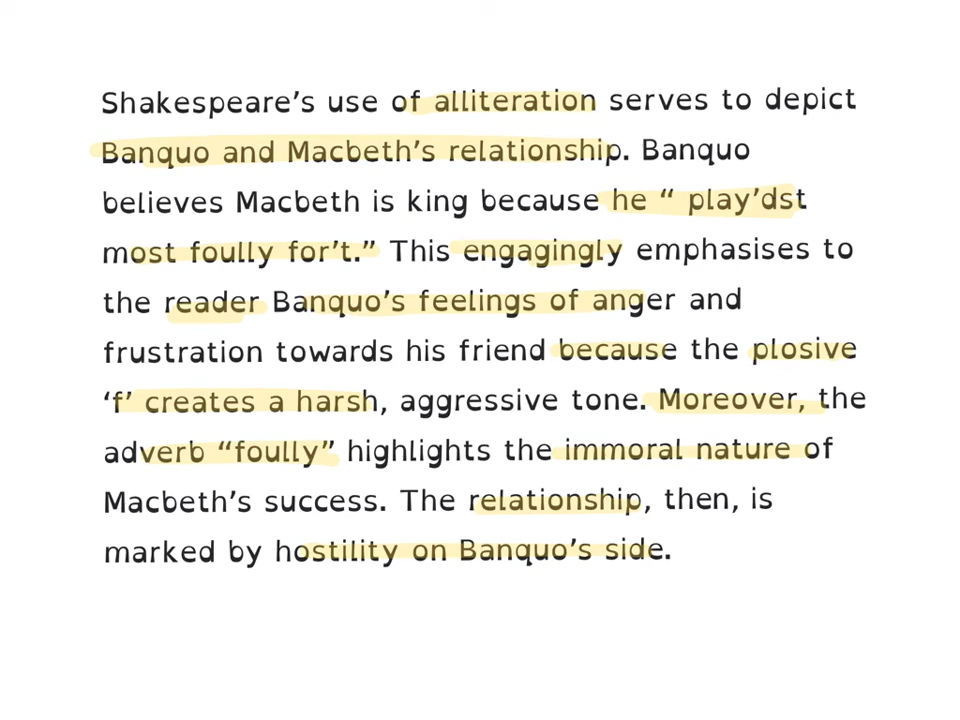 Shakespeare’s use of alliteration serves to depict
Banquo and Macbeth’s relationship. Banquo
believes Macbeth is king because he “ play’dst
most foully for’t.” This engagingly emphasises to
the reader Banquo’s feelings of anger and
frustration towards his friend because the plosive
‘f’ creates a harsh, aggressive tone. Moreover, the
adverb “foully” highlights the immoral nature of
Macbeth’s success. The relationship, then, is
marked by hostility on Banquo’s side.